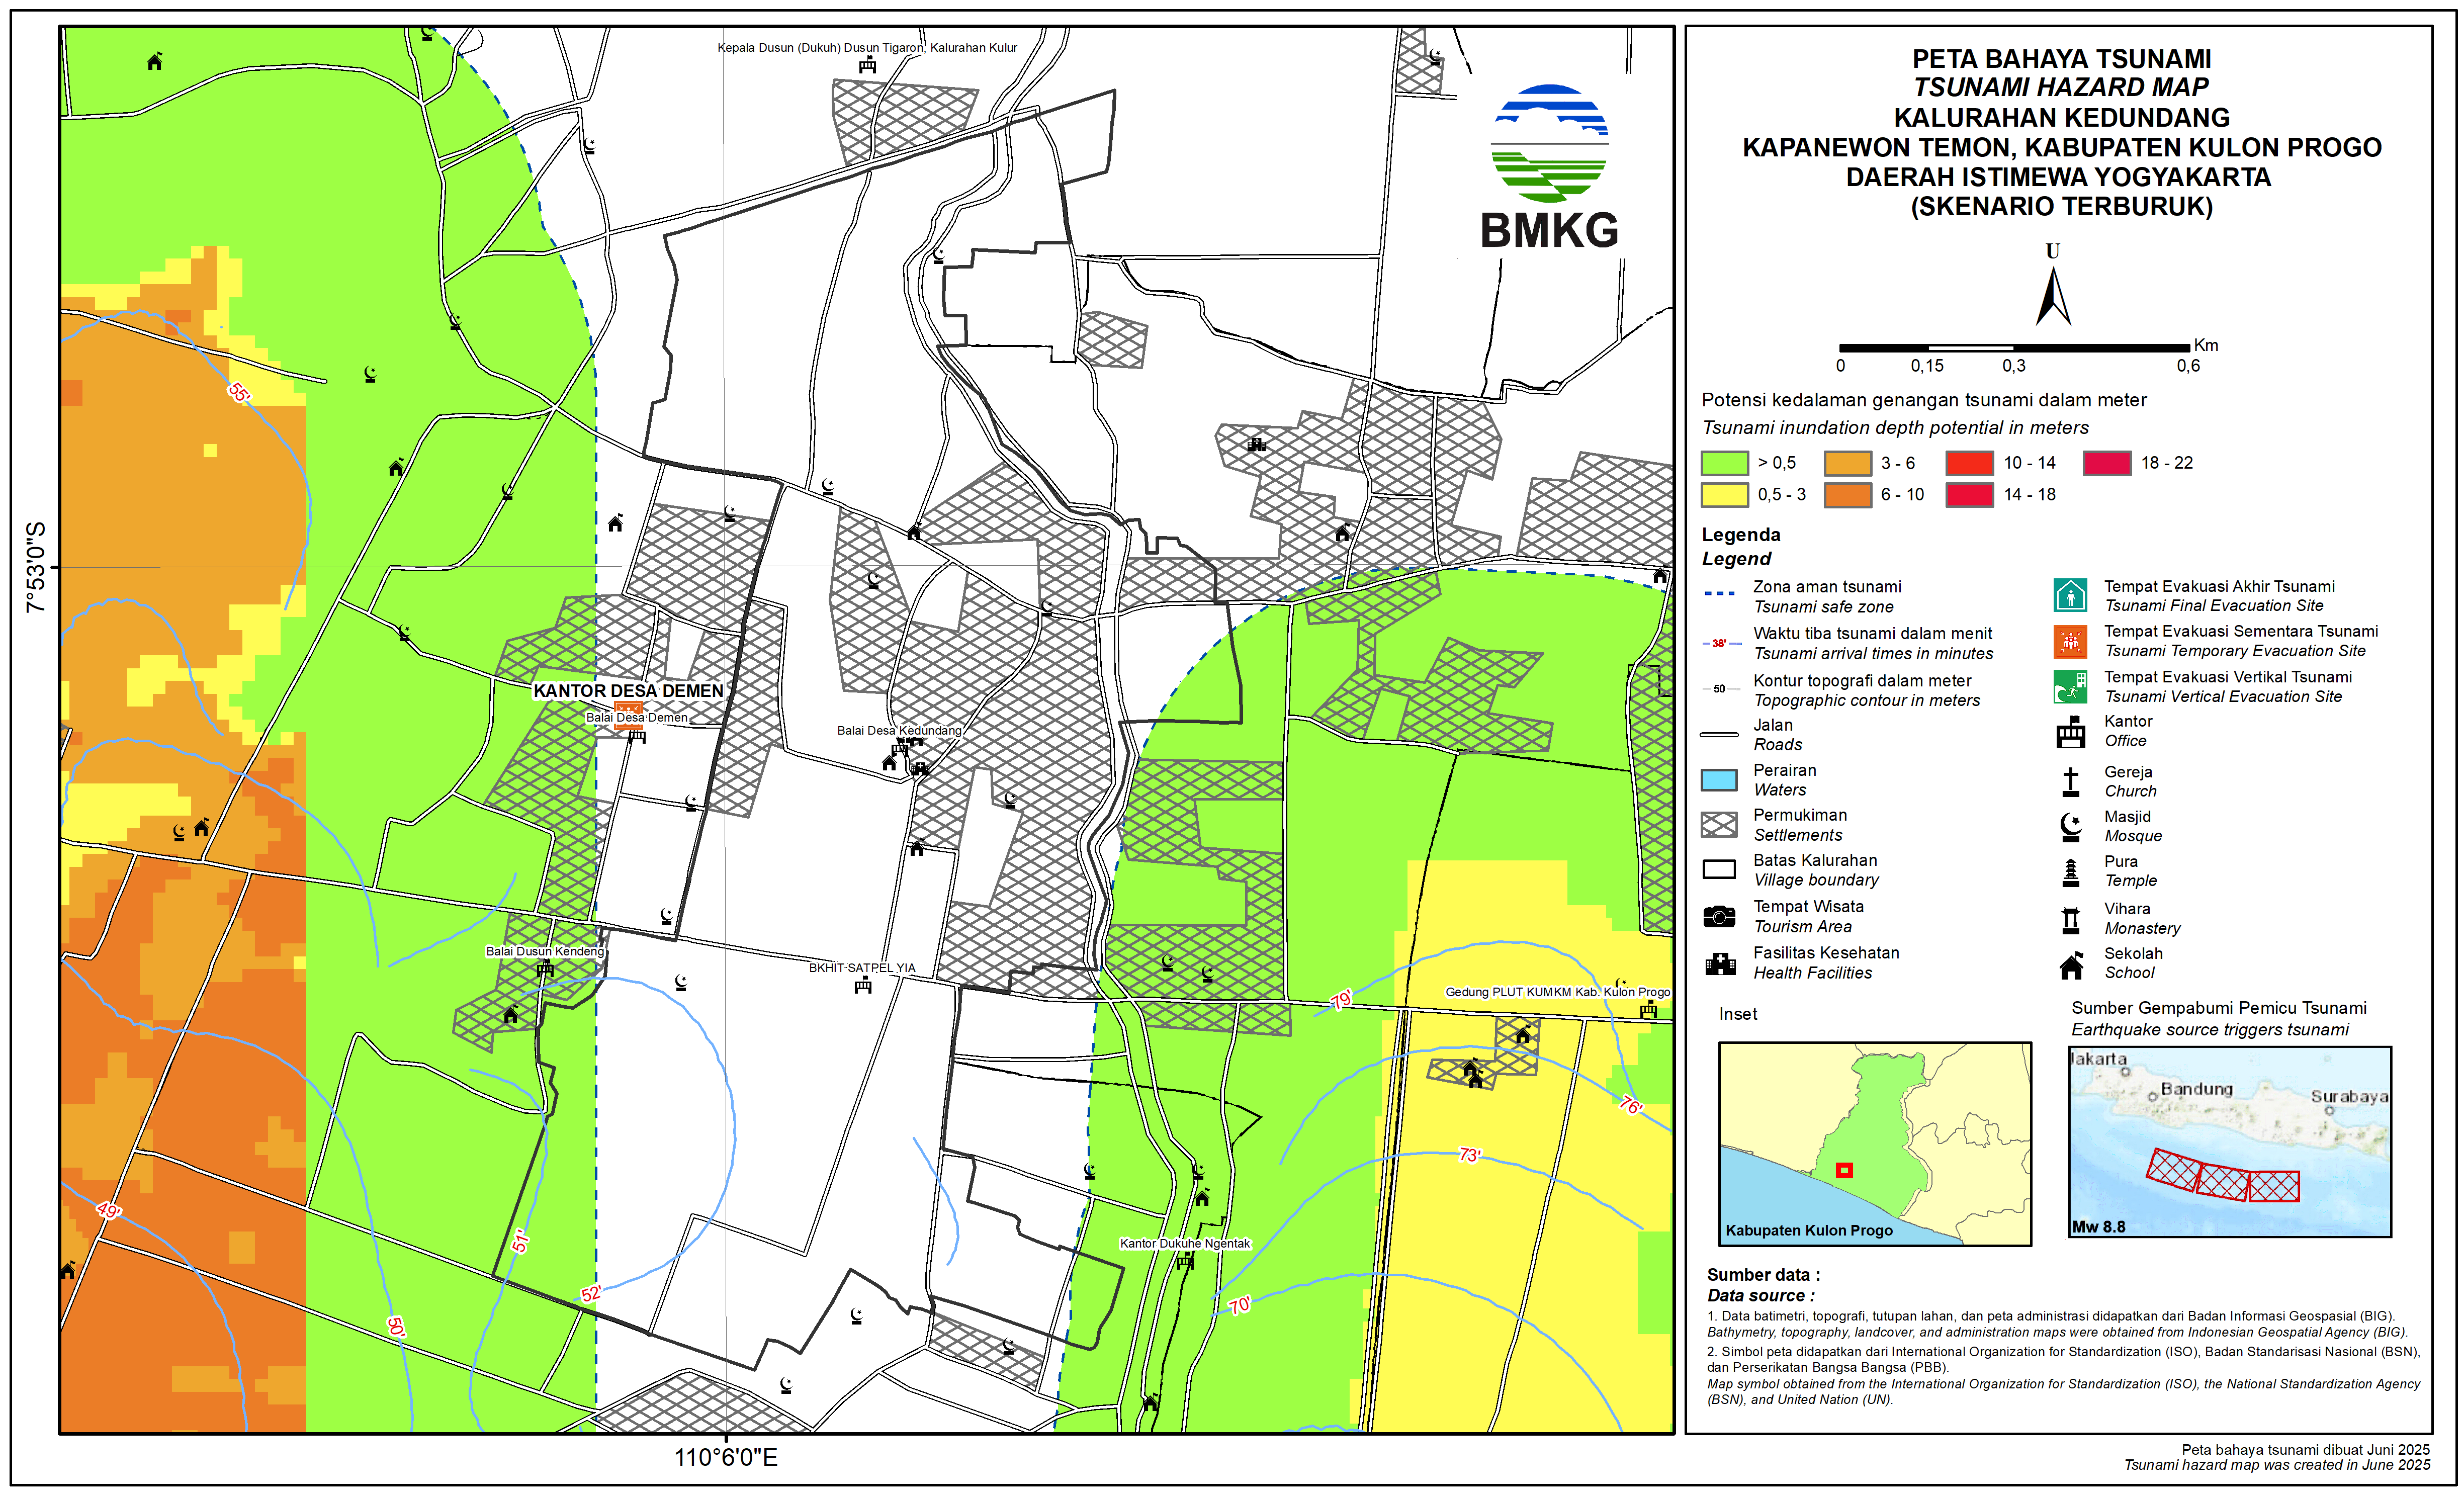 PETA BAHAYA TSUNAMI
TSUNAMI HAZARD MAP
KALURAHAN KEDUNDANG
KAPANEWON TEMON, KABUPATEN KULON PROGO
DAERAH ISTIMEWA YOGYAKARTA
(SKENARIO TERBURUK)
U
Km
0 0,15 0,3 0,6
Potensi kedalaman genangan tsunami dalam meter
Tsunami inundation depth potential in meters
> 0,5 3 - 6 10 - 14 18 - 22
0,5 - 3 6 - 10 14 - 18
Legenda
Legend
Zona aman tsunami
Tsunami safe zone
38'
Waktu tiba tsunami dalam menit
Tsunami arrival times in minutes
50
Kontur topografi dalam meter
Topographic contour in meters
Jalan
Roads
Perairan
Waters
Permukiman
Settlements
Batas Kalurahan
Village boundary
Tempat Wisata
Tourism Area
Fasilitas Kesehatan
Health Facilities
Tempat Evakuasi Akhir Tsunami
Tsunami Final Evacuation Site
Tempat Evakuasi Sementara Tsunami
Tsunami Temporary Evacuation Site
Tempat Evakuasi Vertikal Tsunami
Tsunami Vertical Evacuation Site
Kantor
Office
Gereja
Church
Masjid
Mosque
Pura
Temple
Vihara
Monastery
Sekolah
School
Inset
Kabupaten Kulon Progo
Sumber Gempabumi Pemicu Tsunami
Earthquake source triggers tsunami
Jakarta
Bandung
Surabaya
Mw 8.8
Sumber data :
Data source :
1. Data batimetri, topografi, tutupan lahan, dan peta administrasi didapatkan dari Badan Informasi Geospasial (BIG).
Bathymetry, topography, landcover, and administration maps were obtained from Indonesian Geospatial Agency (BIG).
2. Simbol peta didapatkan dari International Organization for Standardization (ISO), Badan Standarisasi Nasional (BSN),
dan Perserikatan Bangsa Bangsa (PBB).
Map symbol obtained from the International Organization for Standardization (ISO), the National Standardization Agency
(BSN), and United Nation (UN).
Peta bahaya tsunami dibuat Juni 2025
Tsunami hazard map was created in June 2025
BMKG
Kepala Dusun (Dukuh) Dusun Tigaron, Kalurahan Kulur
55'
7°53'0"S
KANTOR DESA DEMEN
Balai Desa Demen
Balai Desa Kedundang
Balai Dusun Kendeng
BKHIT-SATPEL YIA
Gedung PLUT KUMKM Kab. Kulon Progo
79'
76'
73'
49'
51'
Kantor Dukuhe Ngentak
52'
70'
50'
110°6'0"E